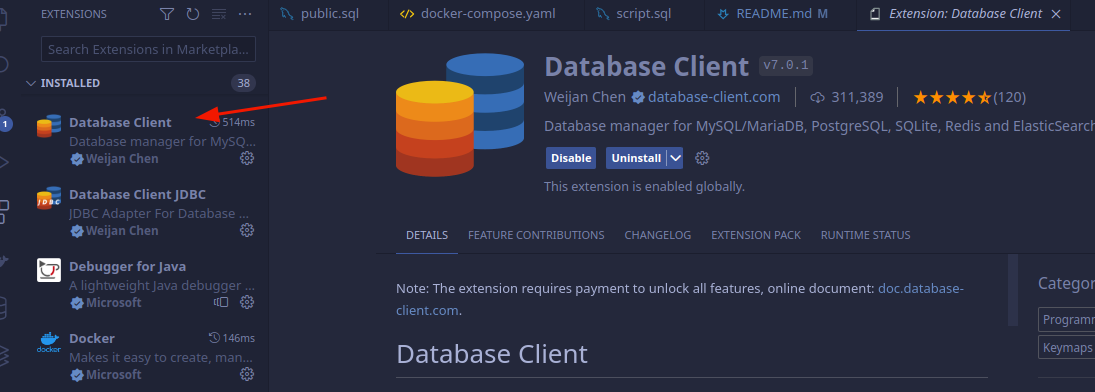 EXTENSIONS
public.sql
docker-compose.yaml
script.sql
README.md M
Extension: Database Client
Search Extensions in Marketpla...
INSTALLED
38
Database Client
514ms
Database manager for MySQ...
Weijan Chen
Database Client JDBC
JDBC Adapter For Database ...
Weijan Chen
Debugger for Java
A lightweight Java debugger ...
Microsoft
Docker
146ms
Makes it easy to create, man...
Microsoft
1
JDBC
docker
Database Client v7.0.1
Weijan Chen database-client.com 311,389 (120)
Database manager for MySQL/MariaDB, PostgreSQL, SQLite, Redis and ElasticSearch
Disable Uninstall
This extension is enabled globally.
DETAILS FEATURE CONTRIBUTIONS CHANGELOG EXTENSION PACK RUNTIME STATUS
Note: The extension requires payment to unlock all features, online document: doc.database-
client.com.
Database Client
Categor
Programm
Keymaps